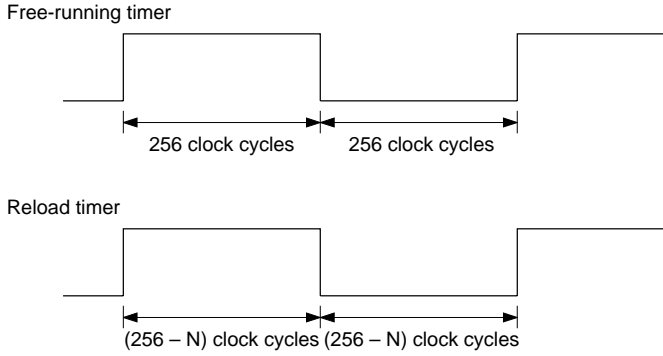 Free-running timer
256 clock cycles 256 clock cycles
Reload timer
(256 – N) clock cycles (256 – N) clock cycles